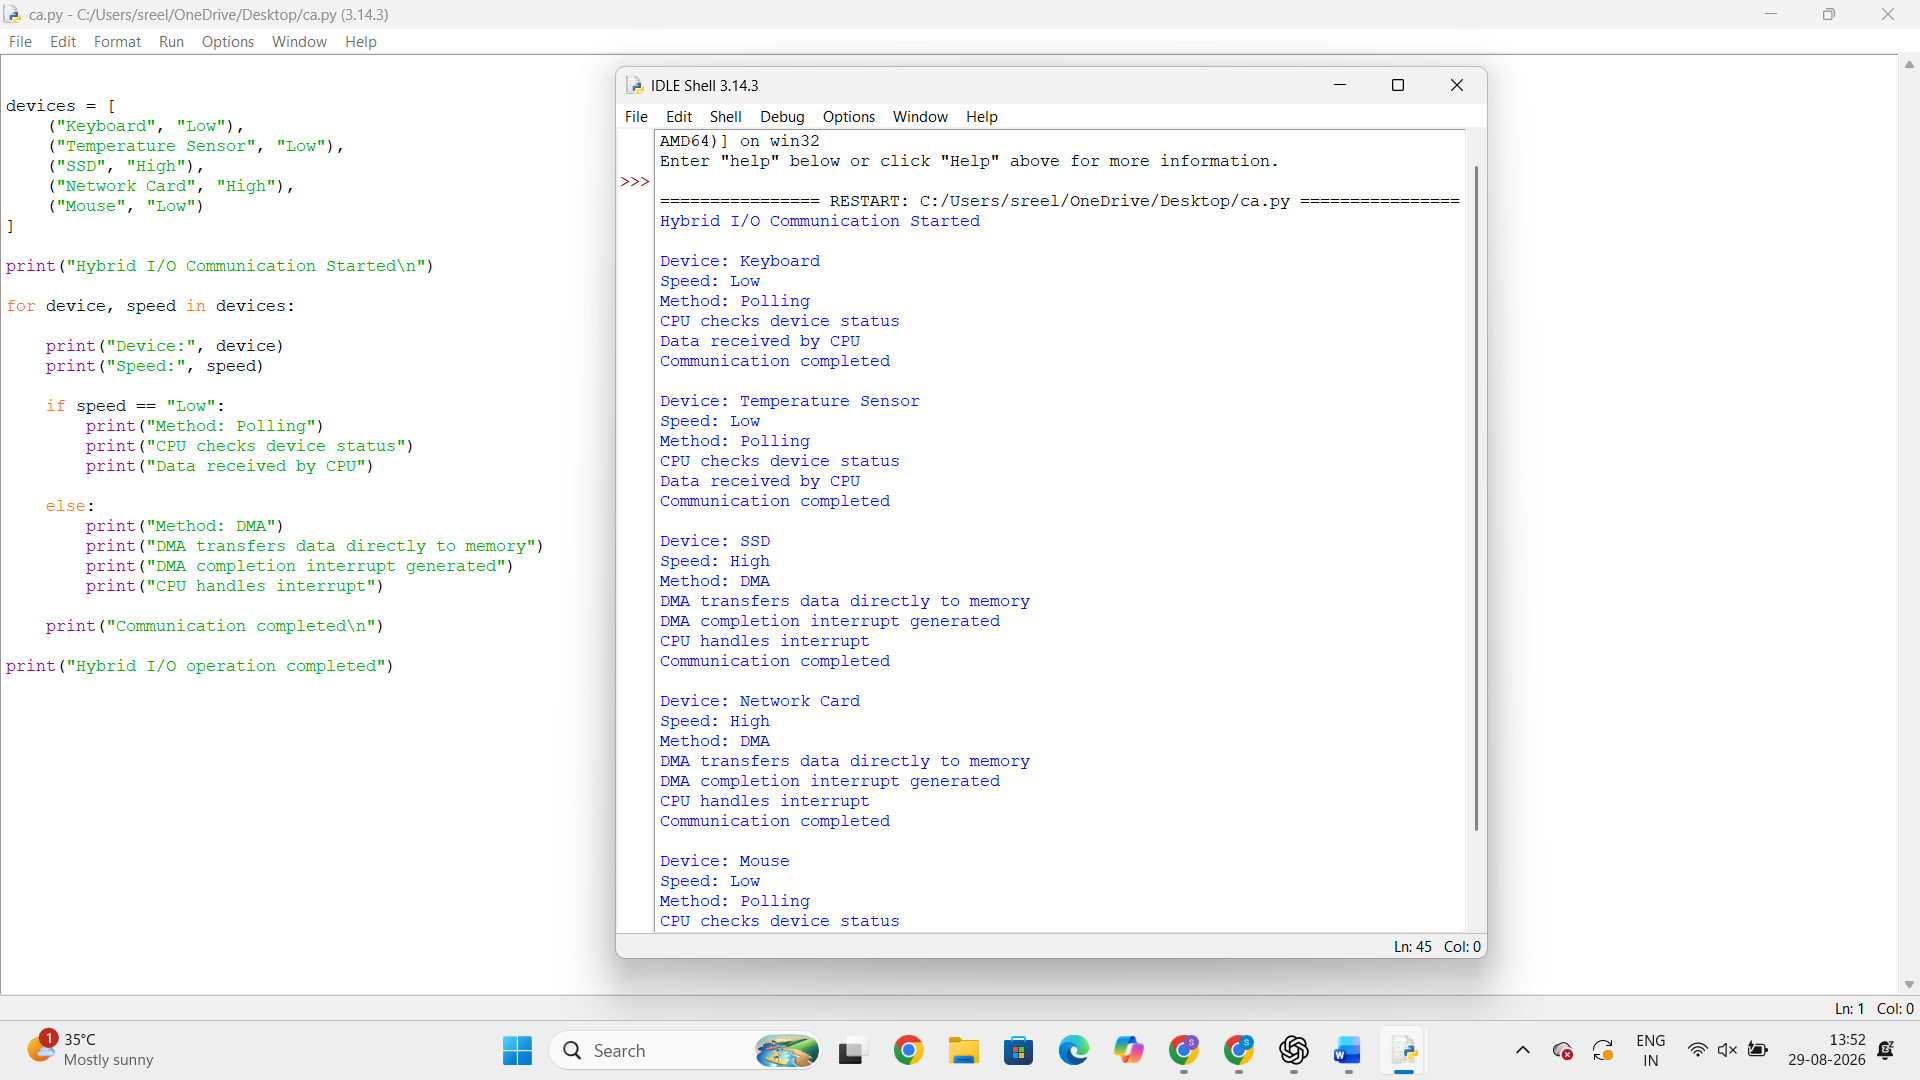 ca.py - C:/Users/sreel/OneDrive/Desktop/ca.py (3.14.3)
File Edit Format Run Options Window Help
devices = [
    ("Keyboard", "Low"),
    ("Temperature Sensor", "Low"),
    ("SSD", "High"),
    ("Network Card", "High"),
    ("Mouse", "Low")
]
print("Hybrid I/O Communication Started\n")
for device, speed in devices:
    print("Device:", device)
    print("Speed:", speed)
    if speed == "Low":
        print("Method: Polling")
        print("CPU checks device status")
        print("Data received by CPU")
    else:
        print("Method: DMA")
        print("DMA transfers data directly to memory")
        print("DMA completion interrupt generated")
        print("CPU handles interrupt")
    print("Communication completed\n")
print("Hybrid I/O operation completed")
IDLE Shell 3.14.3
File Edit Shell Debug Options Window Help
AMD64)] on win32
Enter "help" below or click "Help" above for more information.
>>>
================ RESTART: C:/Users/sreel/OneDrive/Desktop/ca.py ================
Hybrid I/O Communication Started
Device: Keyboard
Speed: Low
Method: Polling
CPU checks device status
Data received by CPU
Communication completed
Device: Temperature Sensor
Speed: Low
Method: Polling
CPU checks device status
Data received by CPU
Communication completed
Device: SSD
Speed: High
Method: DMA
DMA transfers data directly to memory
DMA completion interrupt generated
CPU handles interrupt
Communication completed
Device: Network Card
Speed: High
Method: DMA
DMA transfers data directly to memory
DMA completion interrupt generated
CPU handles interrupt
Communication completed
Device: Mouse
Speed: Low
Method: Polling
CPU checks device status
Ln: 45 Col: 0
Ln: 1 Col: 0
1
35°C
Mostly sunny
Search
S
S
W
ENG
IN
13:52
29-08-2026